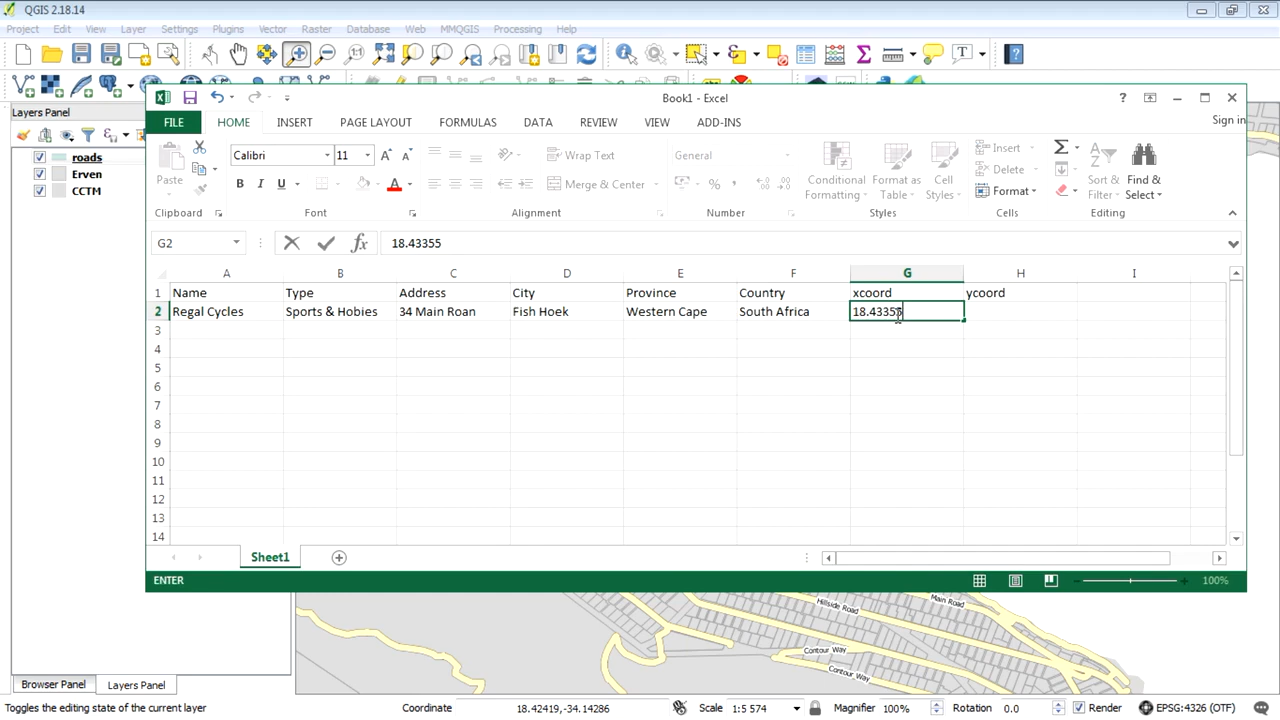 QGIS 2.18.14
Project Edit View Layer Settings Plugins Vector Raster Database Web MMQGIS Processing Help
Layers Panel
roads
Erven
CCTM
Book1 - Excel
Sign in
FILE HOME INSERT PAGE LAYOUT FORMULAS DATA REVIEW VIEW ADD-INS
Calibri 11 Wrap Text General Insert
Paste B I U A Merge & Center % , Conditional Formatting Format as Table Cell Styles Delete Format Sort & Filter Find & Select
Clipboard Font Alignment Number Styles Cells Editing
G2 fx 18.43355
A B C D E F G H I
1 Name Type Address City Province Country xcoord ycoord
2 Regal Cycles Sports & Hobies 34 Main Roan Fish Hoek Western Cape South Africa 18.43355
3
4
5
6
7
8
9
10
11
12
13
14
Sheet1
ENTER 100%
Hillside Road
Main Road
Contour Way
Contour Way
Browser Panel Layers Panel
Toggles the editing state of the current layer Coordinate 18.42419,-34.14286 Scale 1:5 574 Magnifier 100% Rotation 0.0 Render EPSG:4326 (OTF)